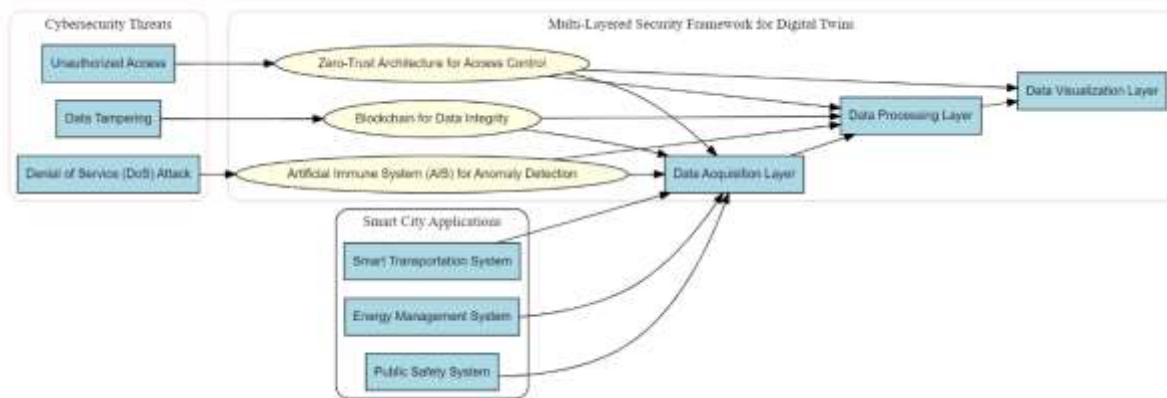 Cybersecurity Threats
Multi-Layered Security Framework for Digital Twins
Unauthorized Access
Zero-Trust Architecture for Access Control
Data Visualization Layer
Data Tampering
Blockchain for Data Integrity
Data Processing Layer
Denial of Service (DoS) Attack
Artificial Immune System (AIS) for Anomaly Detection
Data Acquisition Layer
Smart City Applications
Smart Transportation System
Energy Management System
Public Safety System